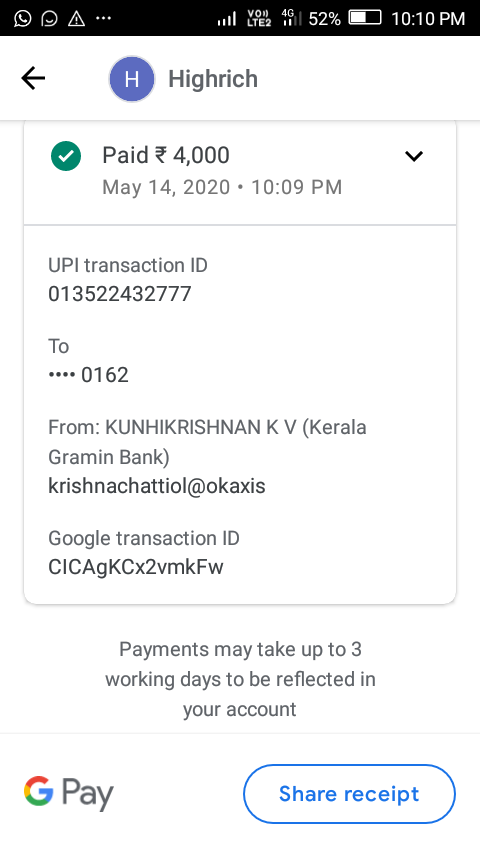 VO)) LTE2 4G 52% 10:10 PM
H Highrich
Paid ₹ 4,000
May 14, 2020 • 10:09 PM
UPI transaction ID
013522432777
To
•••• 0162
From: KUNHIKRISHNAN K V (Kerala
Gramin Bank)
krishnachattiol@okaxis
Google transaction ID
CICAgKCx2vmkFw
Payments may take up to 3
working days to be reflected in
your account
G Pay
Share receipt